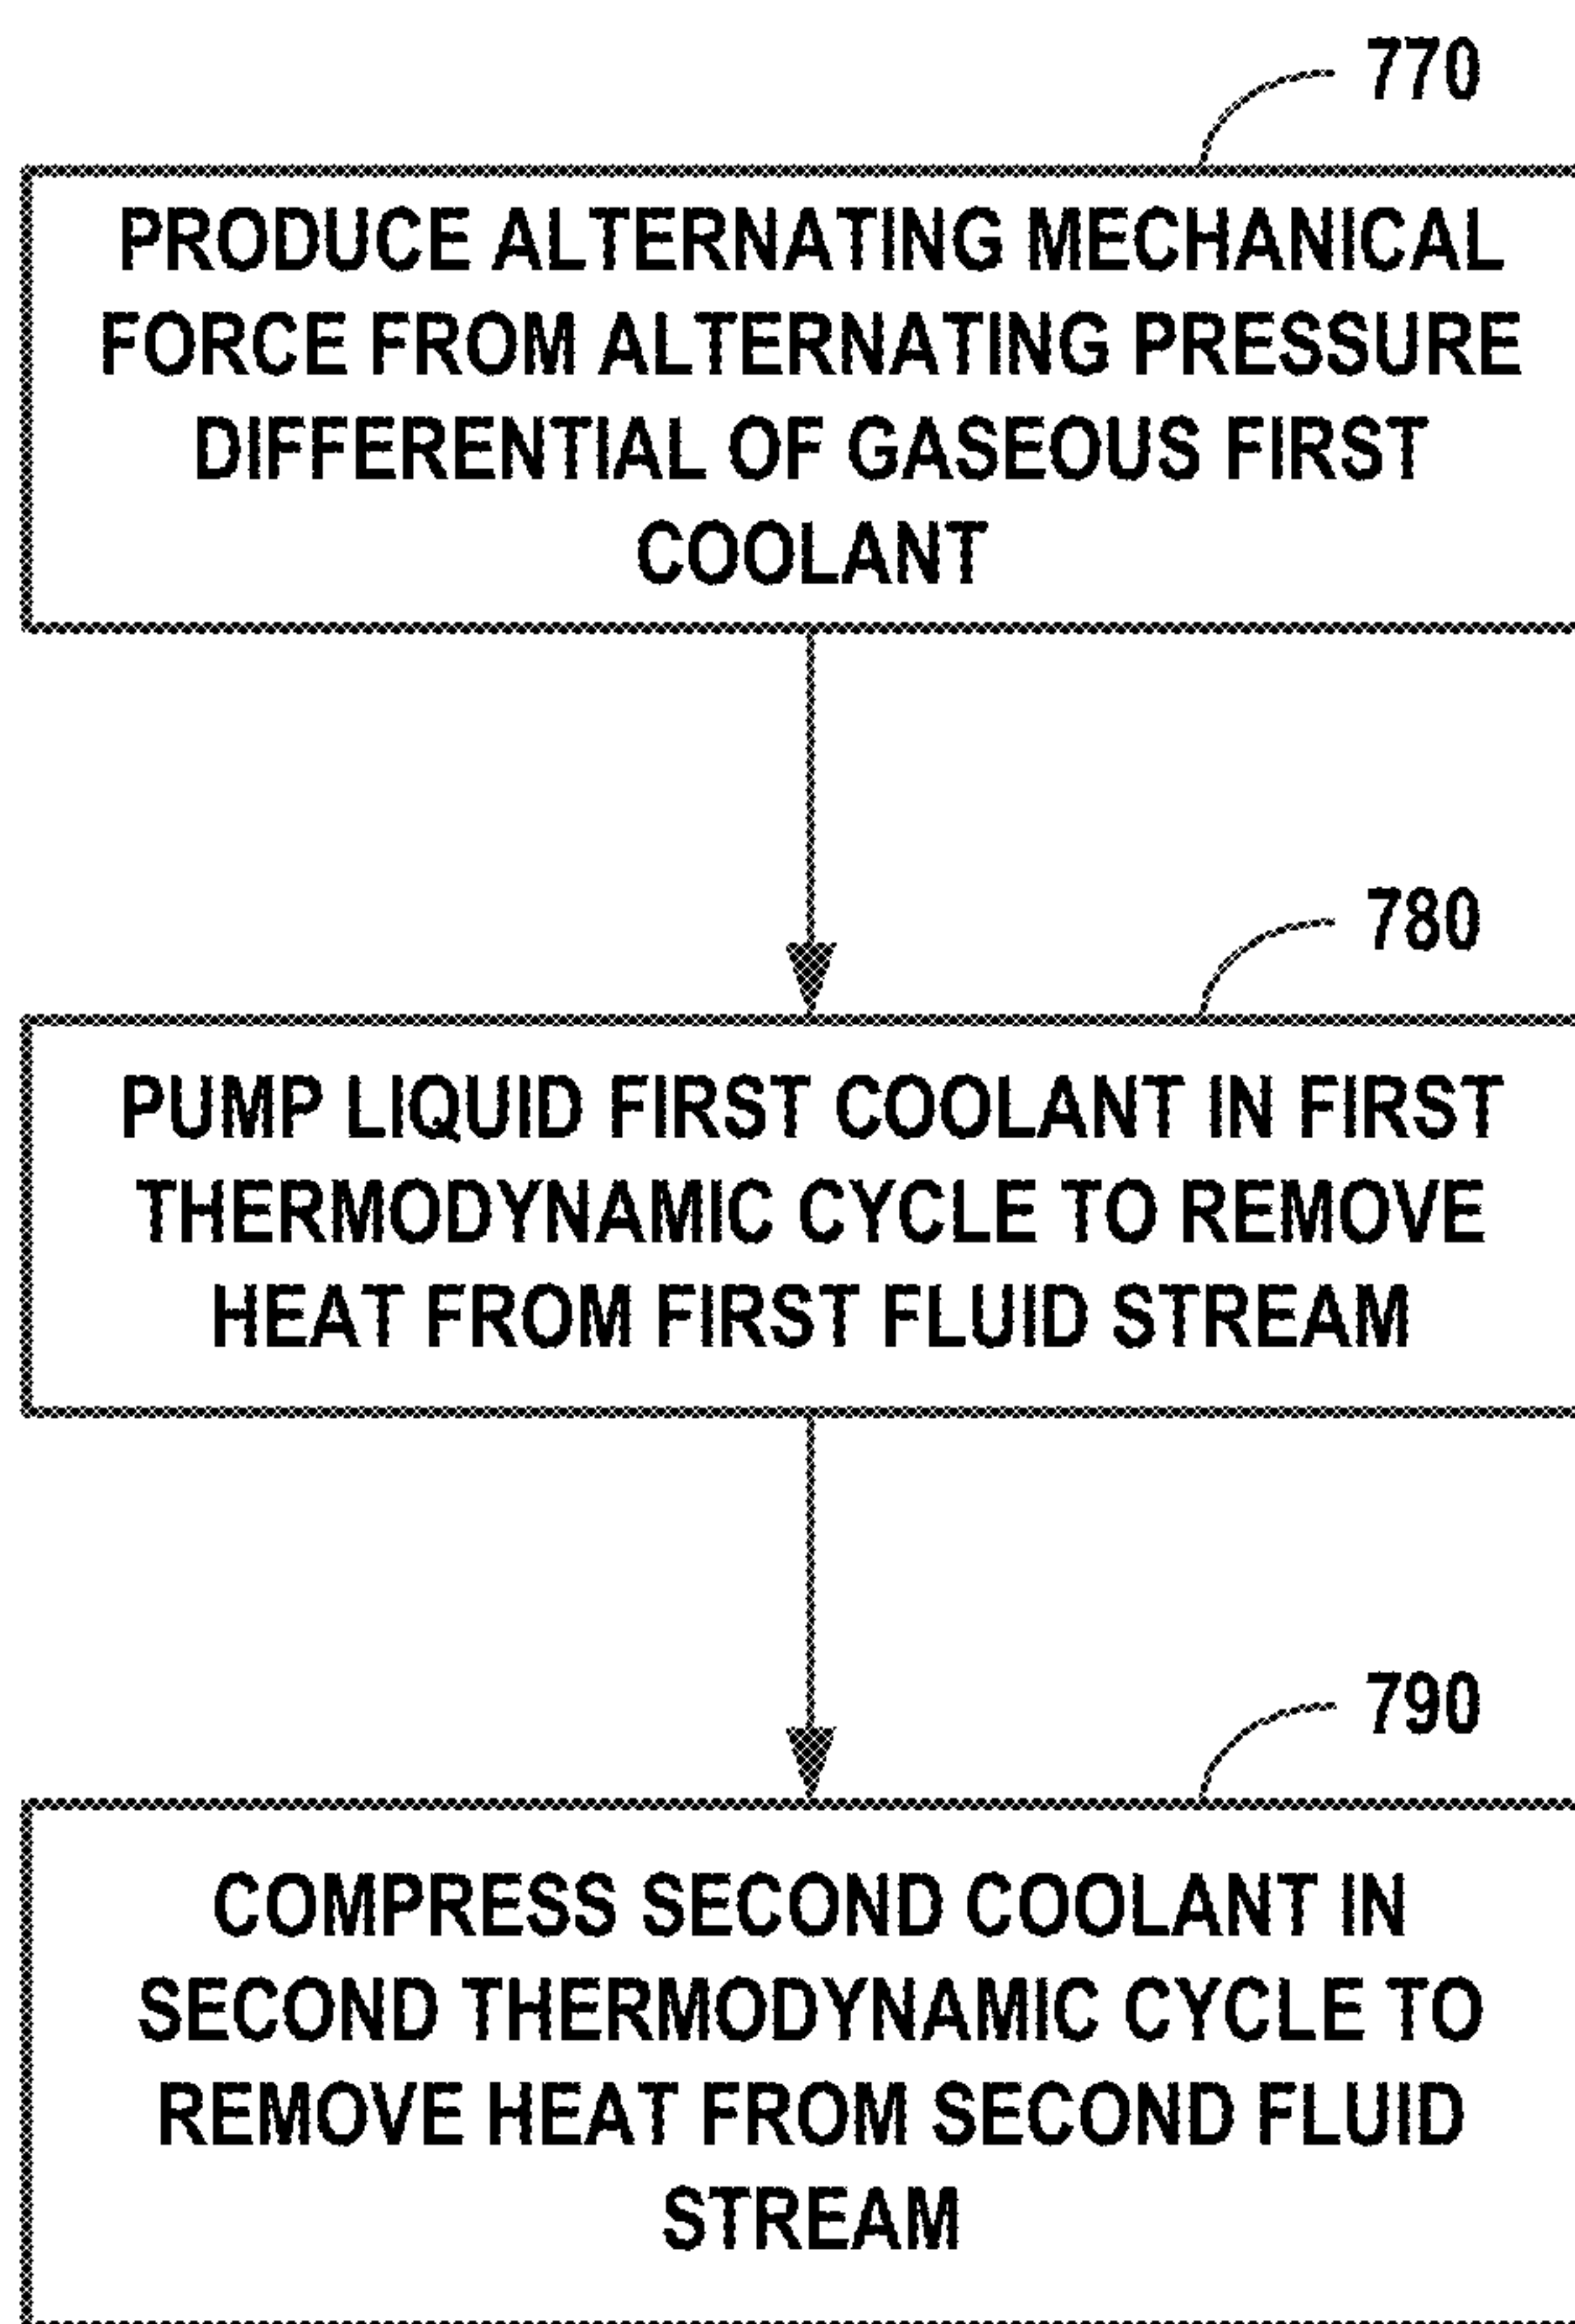 770
PRODUCE ALTERNATING MECHANICAL
FORCE FROM ALTERNATING PRESSURE
DIFFERENTIAL OF GASEOUS FIRST
COOLANT
780
PUMP LIQUID FIRST COOLANT IN FIRST
THERMODYNAMIC CYCLE TO REMOVE
HEAT FROM FIRST FLUID STREAM
790
COMPRESS SECOND COOLANT IN
SECOND THERMODYNAMIC CYCLE TO
REMOVE HEAT FROM SECOND FLUID
STREAM